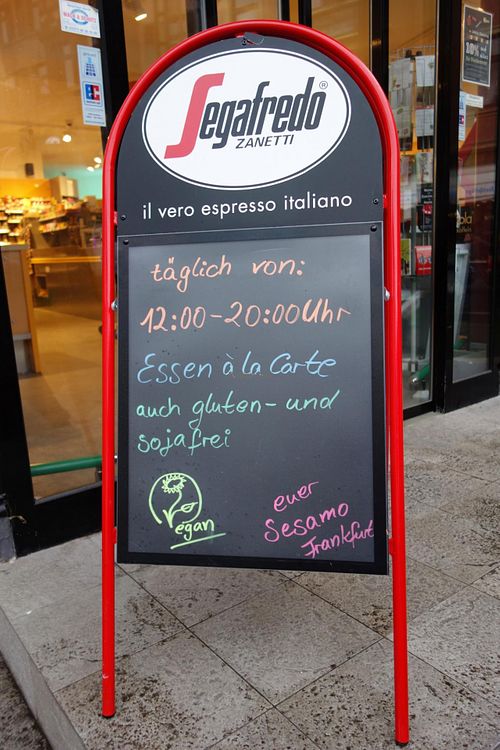 Segafredo®
ZANETTI
il vero espresso italiano
täglich von:
12:00-20:00Uhr
Essen à la Carte
auch gluten- und
sojafrei
Vegan
euer
Sesamo
Frankfurt